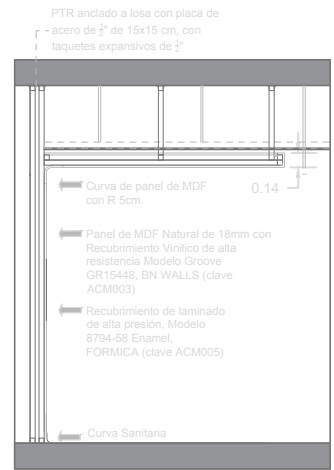 PTR anclado a losa con placa de
acero de ½" de 15x15 cm, con
taquetes expansivos de ½"
Curva de panel de MDF
con R 5cm.
0.14
Panel de MDF Natural de 18mm con
Recubrimiento Vinilico de alta
resistencia Modelo Groove
GR15448, BN WALLS (clave
ACM003)
Recubrimiento de laminado
de alta presión, Modelo
8794-58 Enamel,
FORMICA (clave ACM005)
Curva Sanitaria